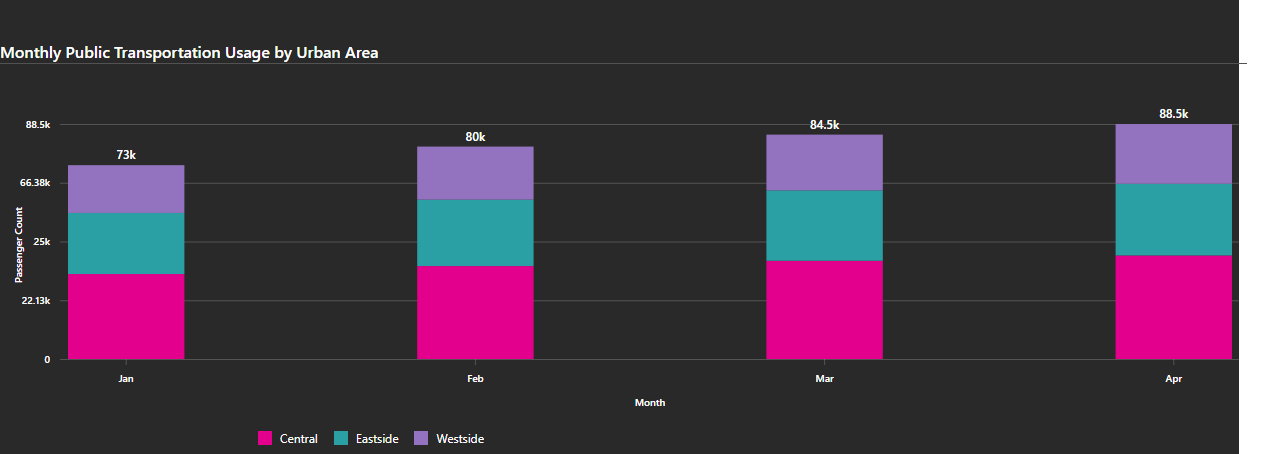 Monthly Public Transportation Usage by Urban Area
88.5k
66.38k
25k
22.13k
0
Passenger Count
73k
80k
84.5k
88.5k
Jan
Feb
Mar
Apr
Month
Central
Eastside
Westside